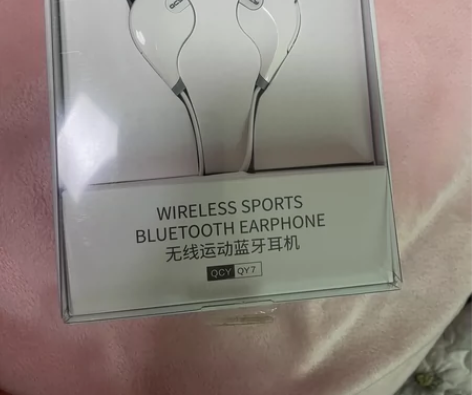 WIRELESS SPORTS
BLUETOOTH EARPHONE
无线运动蓝牙耳机
QCY QY7